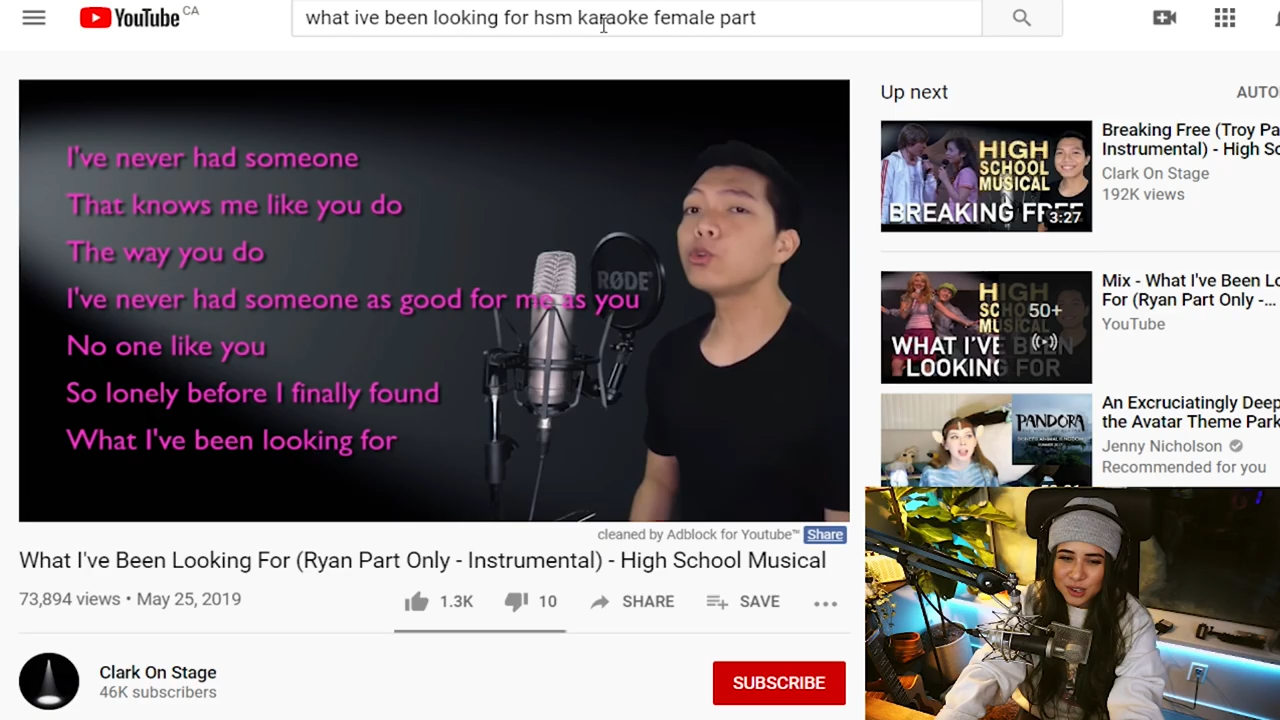 YouTube CA
what ive been looking for hsm karaoke female part
I've never had someone
That knows me like you do
The way you do
I've never had someone as good for me as you
No one like you
So lonely before I finally found
What I've been looking for
RØDE
cleaned by Adblock for Youtube™ Share
What I've Been Looking For (Ryan Part Only - Instrumental) - High School Musical
73,894 views • May 25, 2019
1.3K
10
SHARE
SAVE
Clark On Stage
46K subscribers
SUBSCRIBE
Up next
AUTO
HIGH
SCHOOL
MUSICAL
BREAKING FREE
3:27
Breaking Free (Troy Pa
Instrumental) - High Sc
Clark On Stage
192K views
WHAT I'VE BEEN
LOOKING FOR
50+
Mix - What I've Been Lo
For (Ryan Part Only -...
YouTube
PANDORA
An Excruciatingly Deep
the Avatar Theme Park
Jenny Nicholson
Recommended for you